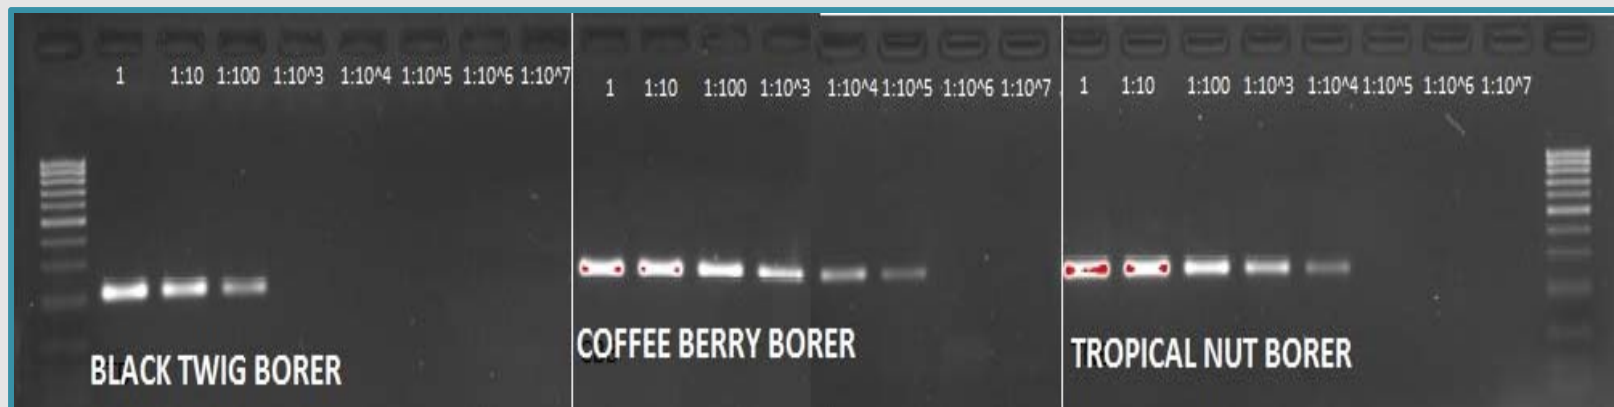 1 1:10 1:100 1:10^3 1:10^4 1:10^5 1:10^6 1:10^7
BLACK TWIG BORER
1 1:10 1:100 1:10^3 1:10^4 1:10^5 1:10^6 1:10^7
COFFEE BERRY BORER
1 1:10 1:100 1:10^3 1:10^4 1:10^5 1:10^6 1:10^7
TROPICAL NUT BORER